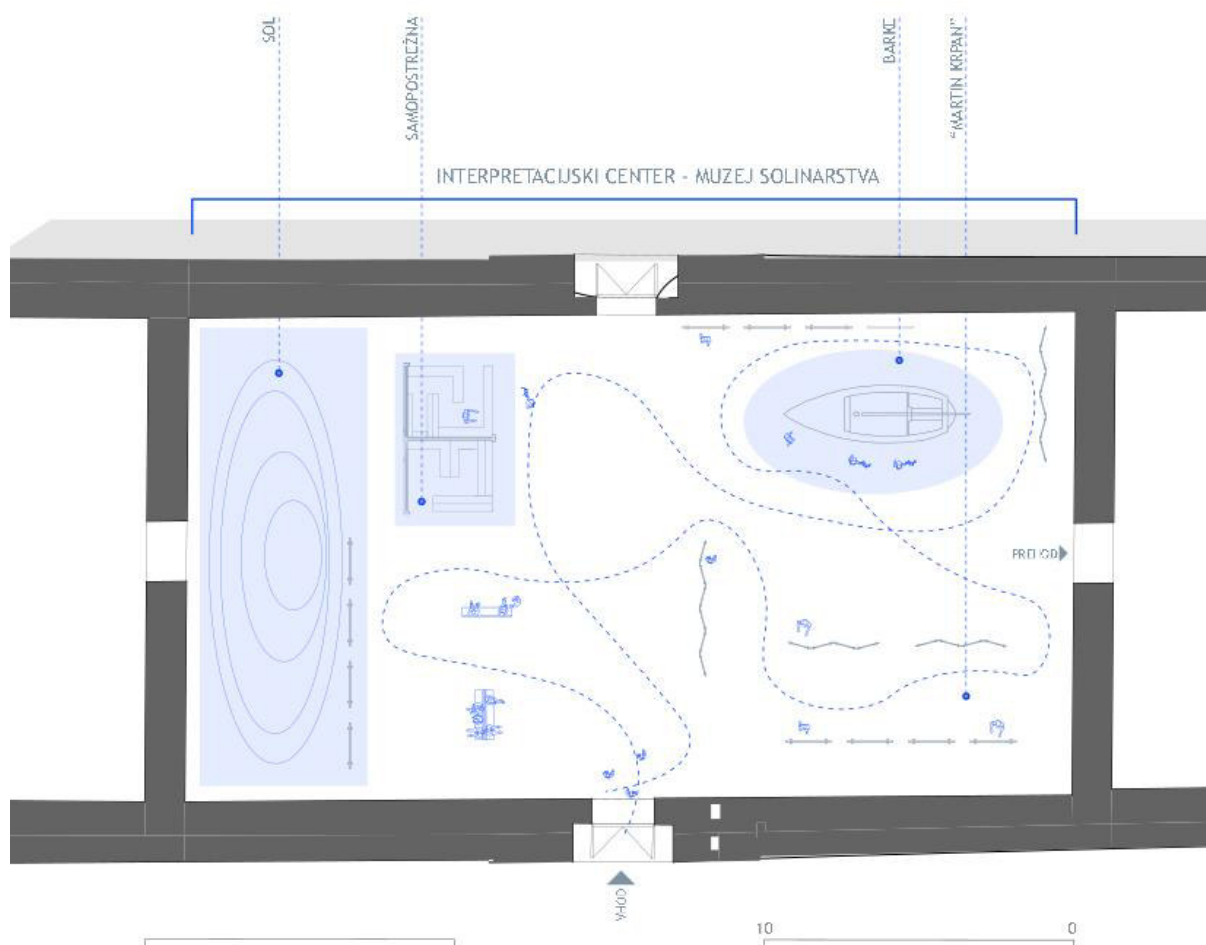 SOL
SAMOPOSTREŽNA
BARKE
"MARTIN KRPAN"
INTERPRETACIJSKI CENTER - MUZEJ SOLINARSTVA
PREHOD
VHOD
10
0